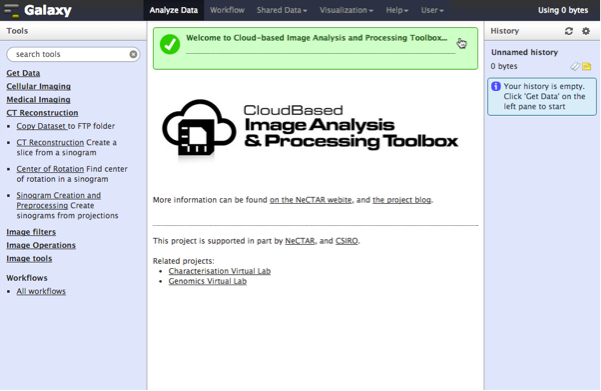 Galaxy
Analyze Data Workflow Shared Data Visualization Help User
Using 0 bytes
Tools
search tools
Get Data
Cellular Imaging
Medical Imaging
CT Reconstruction
Copy Dataset to FTP folder
CT Reconstruction Create a
slice from a sinogram
Center of Rotation Find center
of rotation in a sinogram
Sinogram Creation and
Preprocessing Create
sinograms from projections
Image filters
Image Operations
Image tools
Workflows
All workflows
Welcome to Cloud-based Image Analysis and Processing Toolbox...
CloudBased
Image Analysis
& Processing Toolbox
More information can be found on the NeCTAR webite, and the project blog.
This project is supported in part by NeCTAR, and CSIRO.
Related projects:
Characterisation Virtual Lab
Genomics Virtual Lab
History
Unnamed history
0 bytes
Your history is empty.
Click 'Get Data' on the
left pane to start